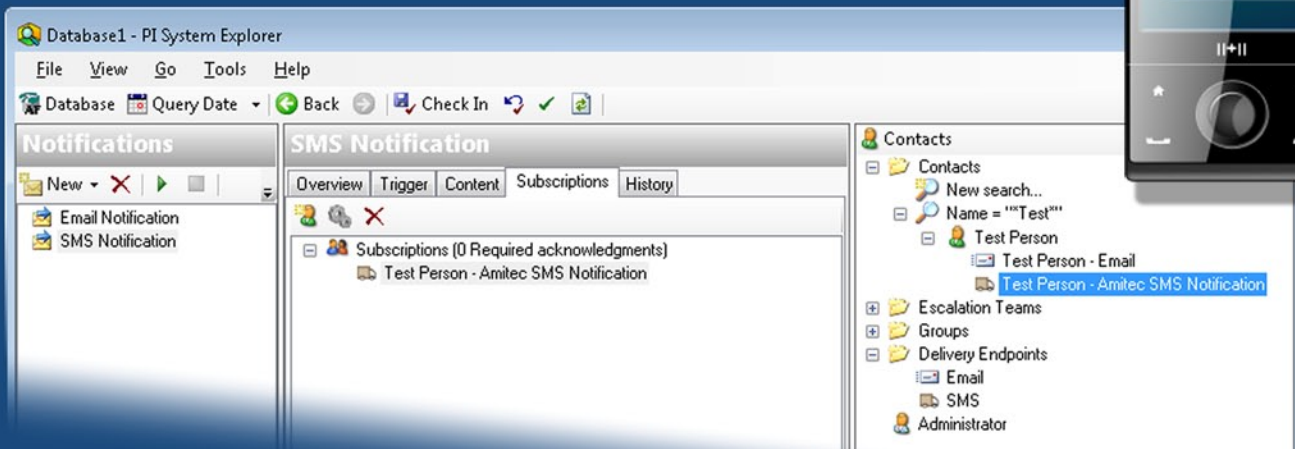 Database1 - PI System Explorer
File View Go Tools Help
AF Database Query Date Back Check In
Notifications
New
Email Notification
SMS Notification
SMS Notification
Overview Trigger Content Subscriptions History
Subscriptions (0 Required acknowledgments)
Test Person - Amitec SMS Notification
Contacts
Contacts
New search...
Name = "*Test*"
Test Person
Test Person - Email
Test Person - Amitec SMS Notification
Escalation Teams
Groups
Delivery Endpoints
Email
SMS
Administrator